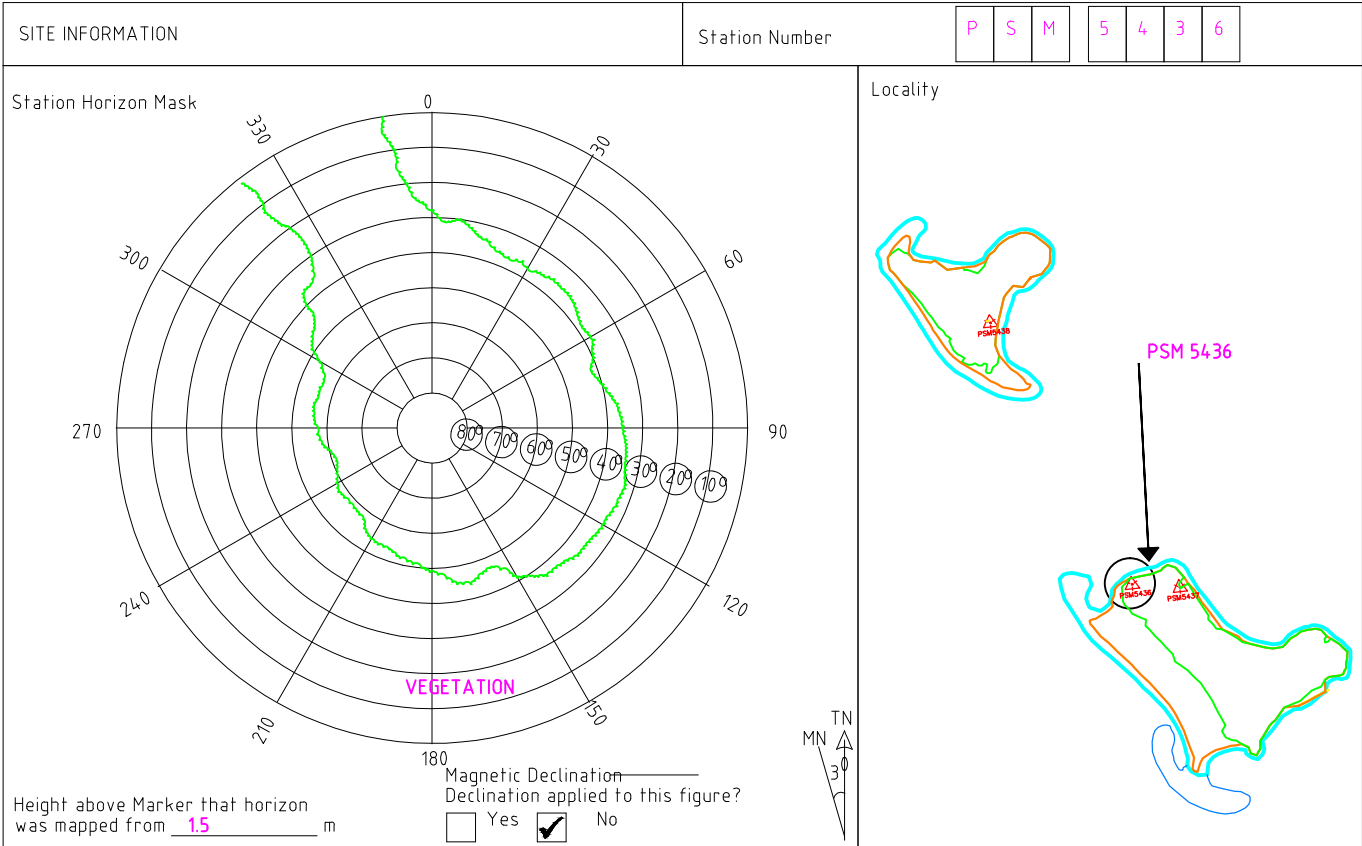 SITE INFORMATION
Station Number
P S M 5 4 3 6
Station Horizon Mask
0
30
60
90
120
150
180
210
240
270
300
330
80°
70°
60°
50°
40°
30°
20°
10°
VEGETATION
Height above Marker that horizon
was mapped from 1.5 m
Magnetic Declination
Declination applied to this figure?
Yes No
TN
MN
3°
Locality
PSM5438
PSM 5436
PSM5436
PSM5437